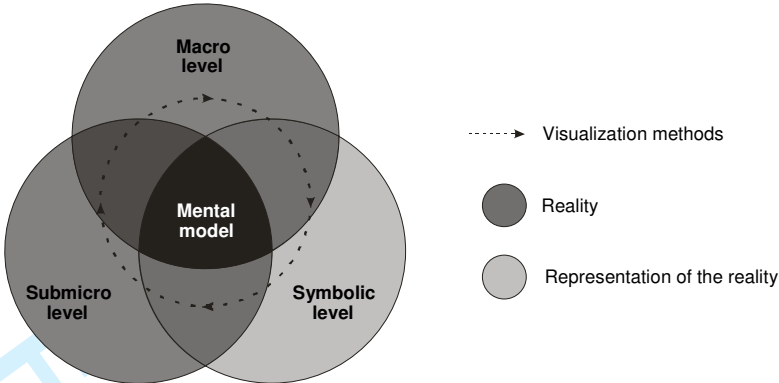 Macro
level
Mental
model
Submicro
level
Symbolic
level
Visualization methods
Reality
Representation of the reality